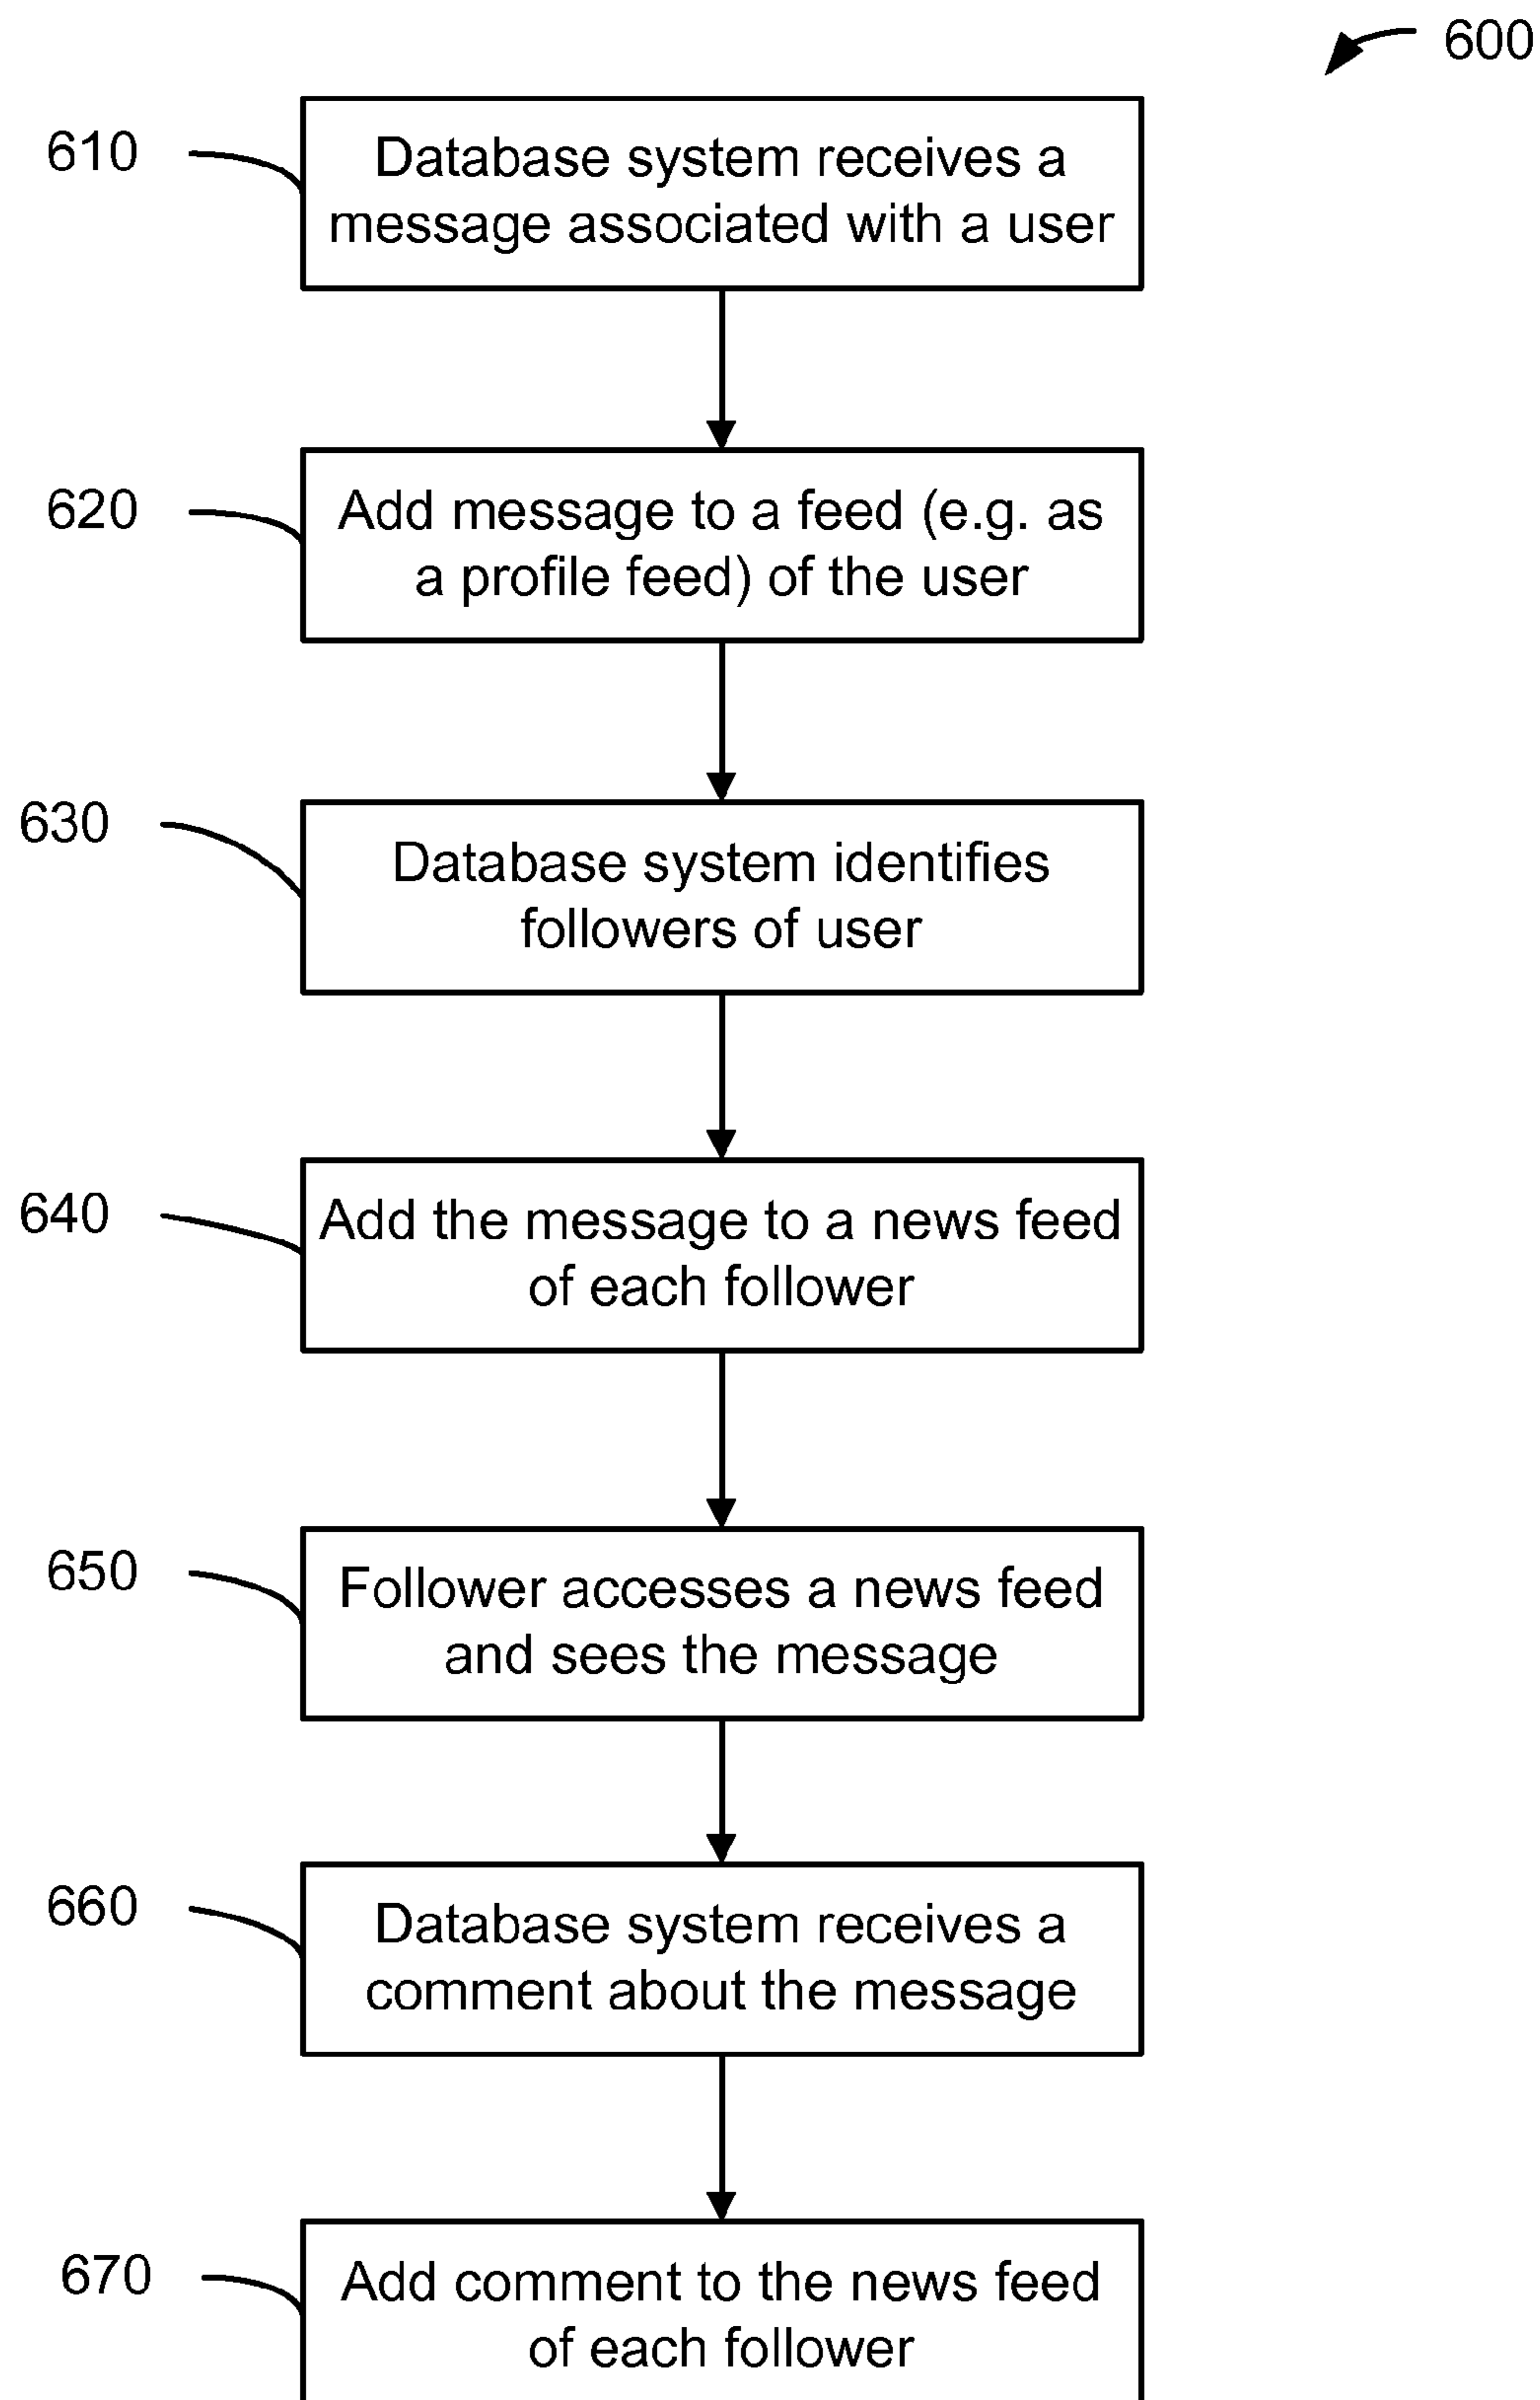 600
610
Database system receives a
message associated with a user
620
Add message to a feed (e.g. as
a profile feed) of the user
630
Database system identifies
followers of user
640
Add the message to a news feed
of each follower
650
Follower accesses a news feed
and sees the message
660
Database system receives a
comment about the message
670
Add comment to the news feed
of each follower